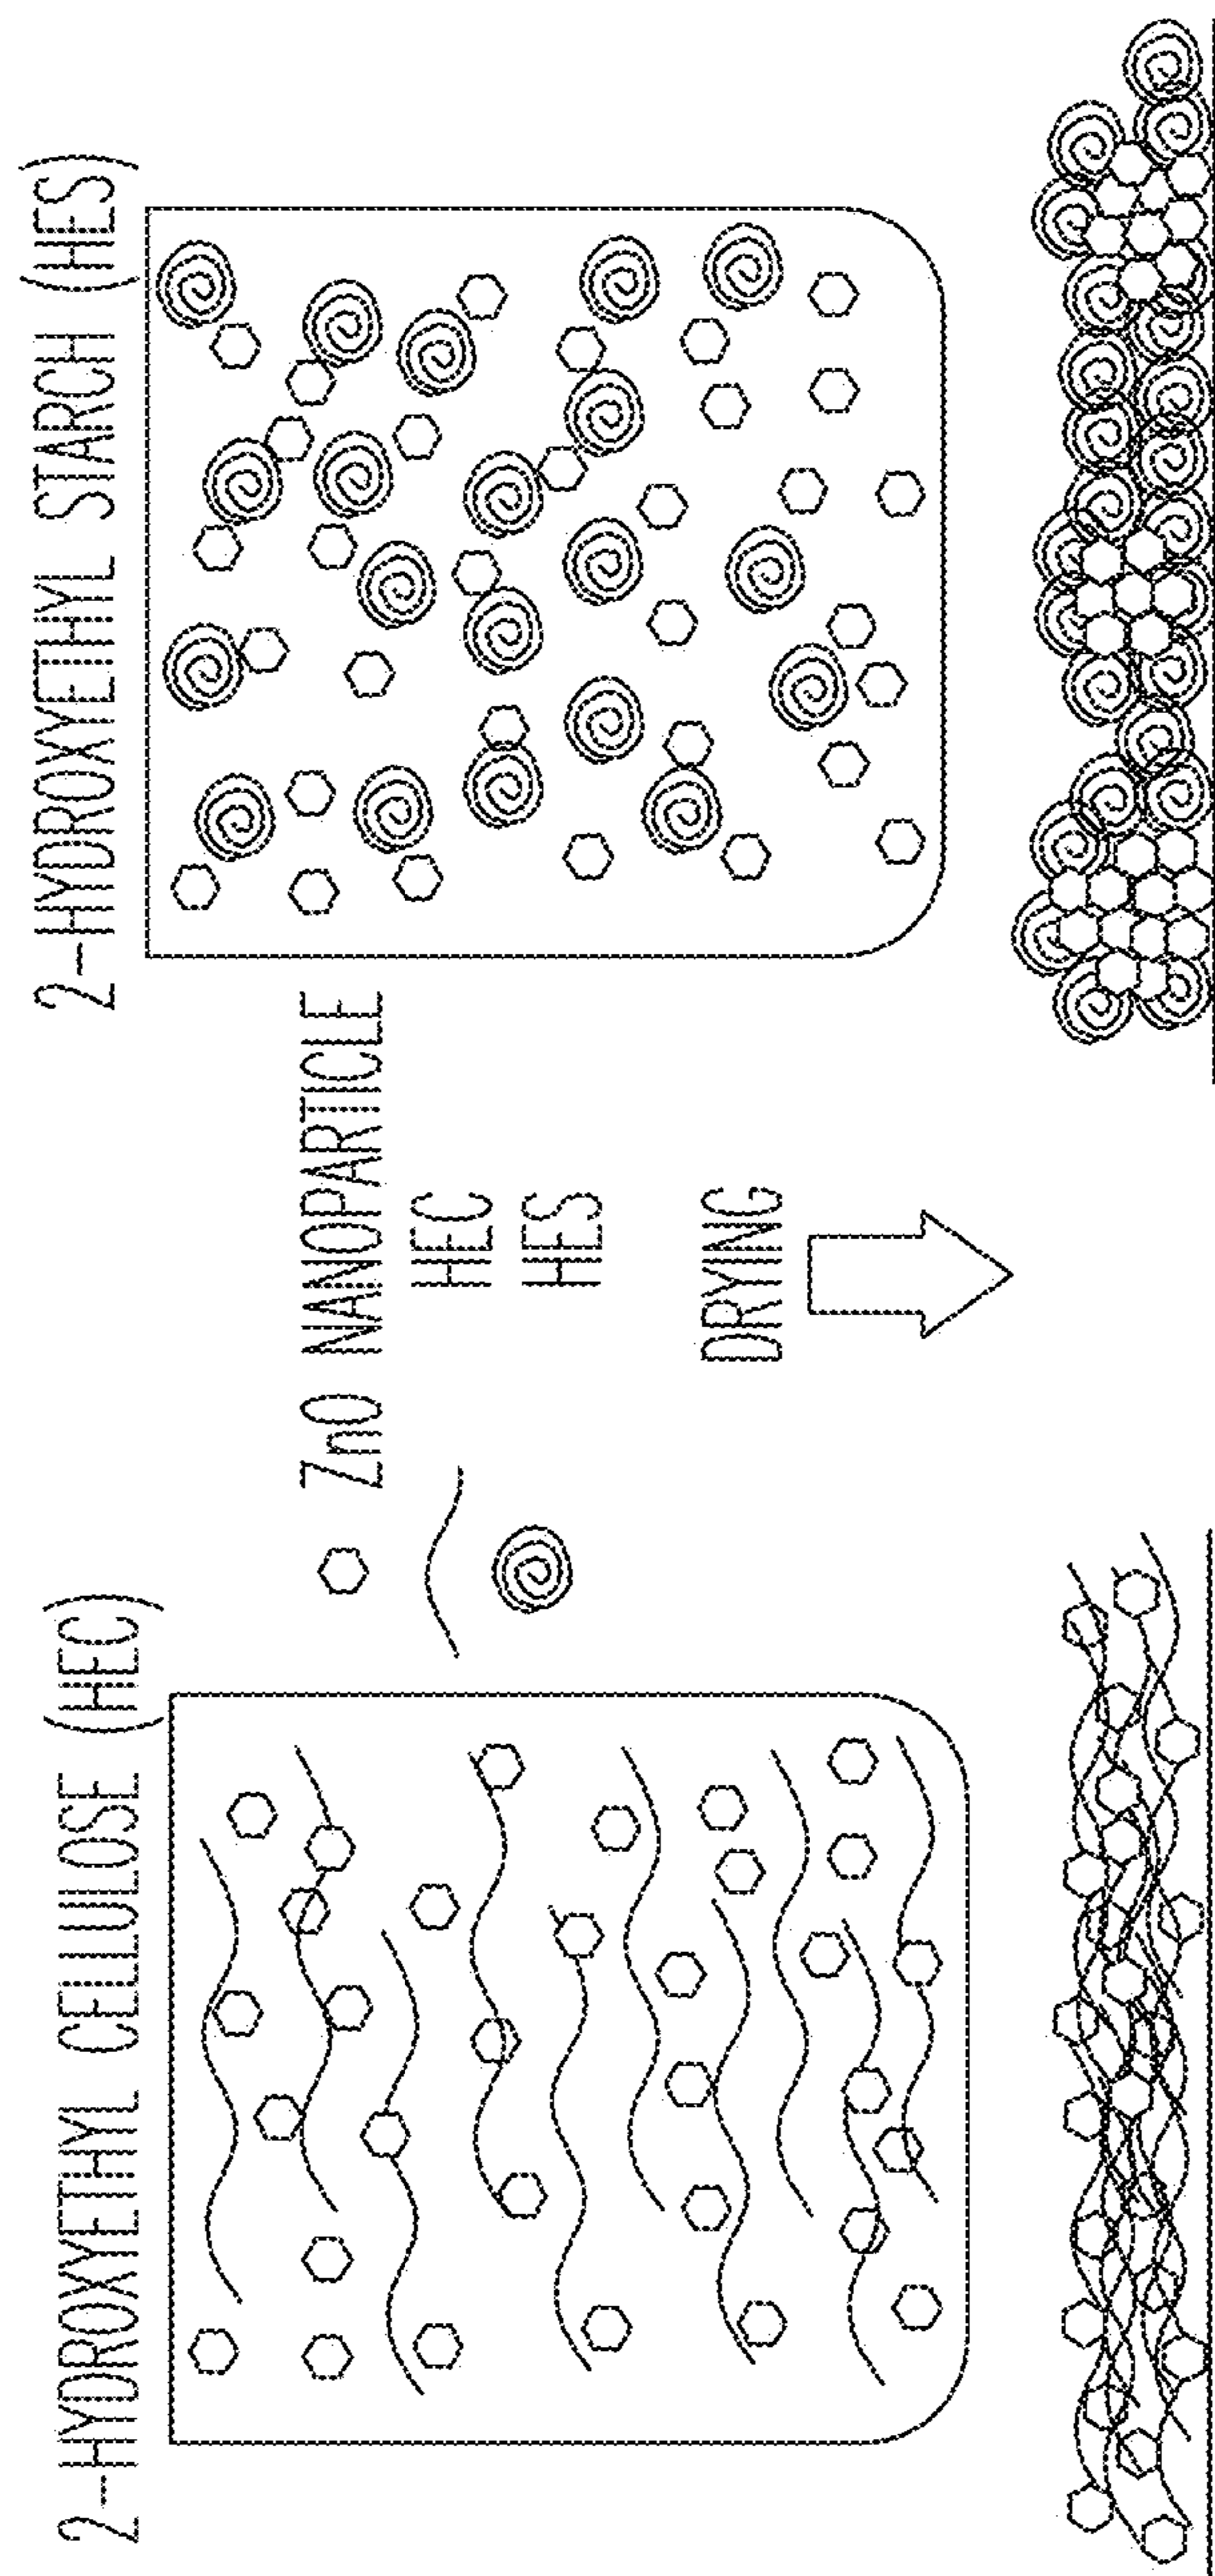 2-HYDROXYETHYL CELLULOSE (HEC)
2-HYDROXYETHYL STARCH (HES)
ZnO NANOPARTICLE
HEC
HES
DRYING